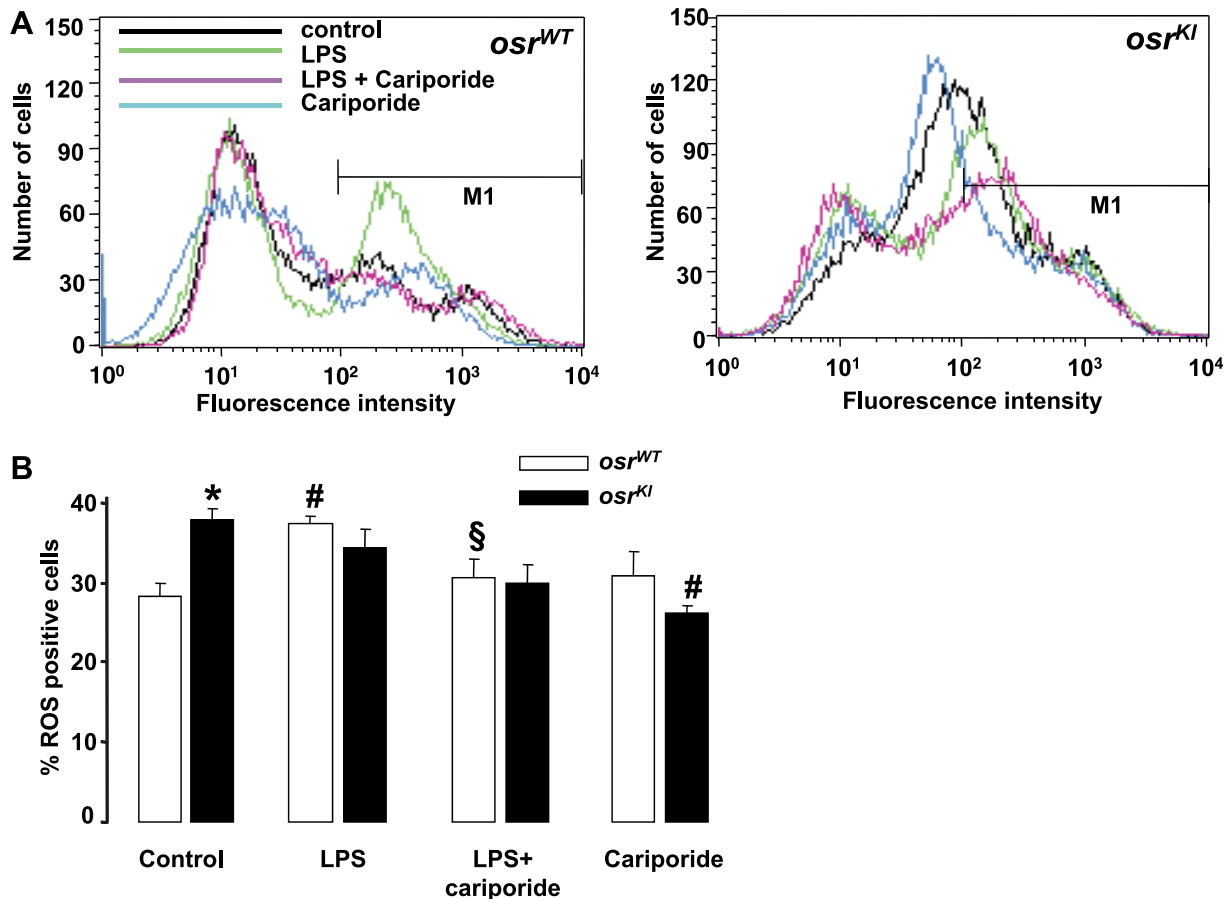 A
control
LPS
LPS + Cariporide
Cariporide
osrWT
M1
150
120
90
60
30
0
Number of cells
10⁰ 10¹ 10² 10³ 10⁴
Fluorescence intensity
osrKI
M1
150
120
90
60
30
0
Number of cells
10⁰ 10¹ 10² 10³ 10⁴
Fluorescence intensity
B
osrWT
osrKI
40
30
20
10
0
% ROS positive cells
*
#
§
#
Control
LPS
LPS+
cariporide
Cariporide